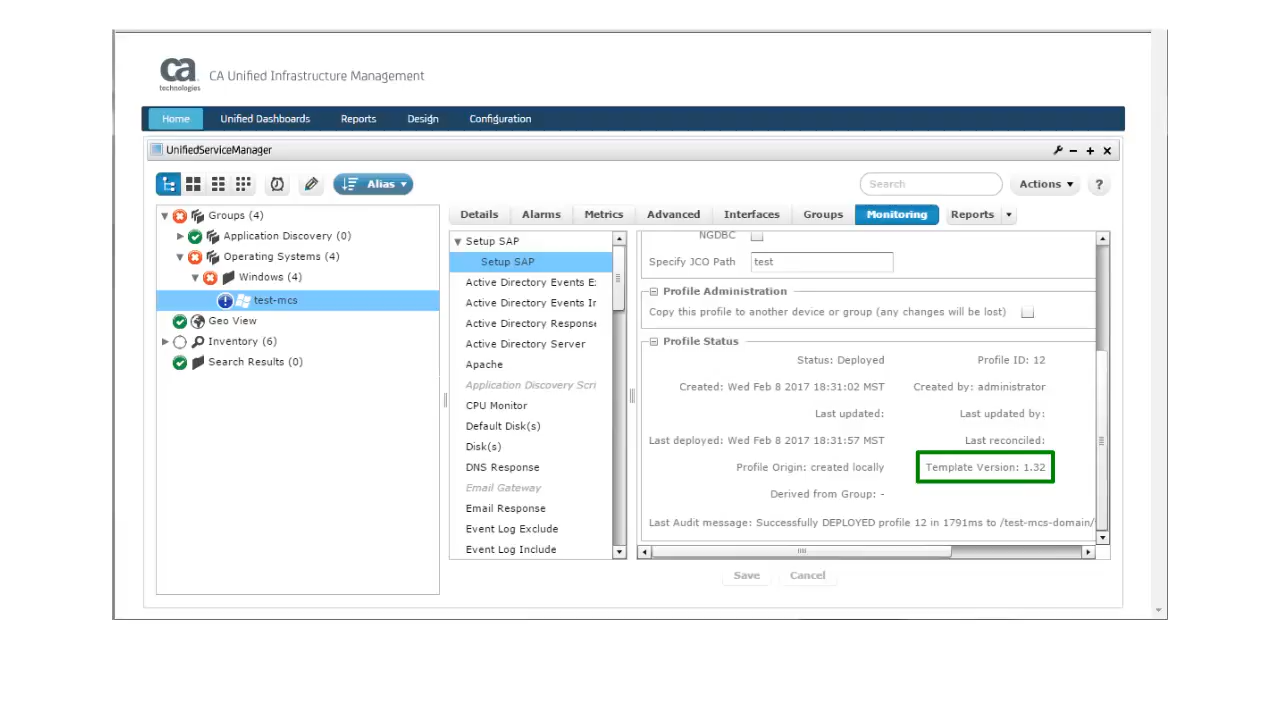 ca
technologies
CA Unified Infrastructure Management
Home Unified Dashboards Reports Design Configuration
UnifiedServiceManager
Alias
Search
Actions
?
Groups (4)
Application Discovery (0)
Operating Systems (4)
Windows (4)
test-mcs
Geo View
Inventory (6)
Search Results (0)
Details Alarms Metrics Advanced Interfaces Groups Monitoring Reports
Setup SAP
Setup SAP
Active Directory Events E
Active Directory Events Ir
Active Directory Response
Active Directory Server
Apache
Application Discovery Scri
CPU Monitor
Default Disk(s)
Disk(s)
DNS Response
Email Gateway
Email Response
Event Log Exclude
Event Log Include
NGDBC
Specify JCO Path test
Profile Administration
Copy this profile to another device or group (any changes will be lost)
Profile Status
Status: Deployed Profile ID: 12
Created: Wed Feb 8 2017 18:31:02 MST Created by: administrator
Last updated: Last updated by:
Last deployed: Wed Feb 8 2017 18:31:57 MST Last reconciled:
Profile Origin: created locally Template Version: 1.32
Derived from Group: -
Last Audit message: Successfully DEPLOYED profile 12 in 1791ms to /test-mcs-domain/
Save Cancel